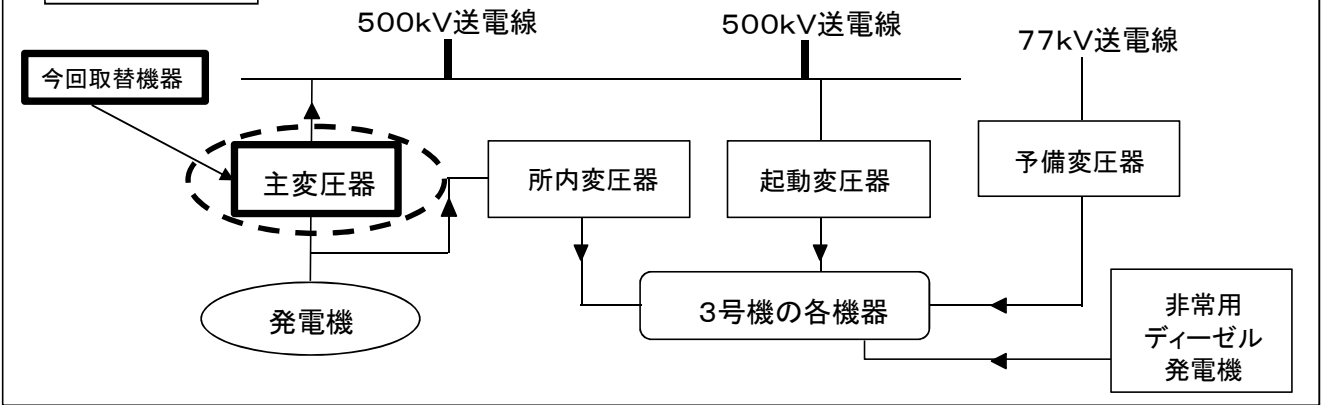 500kV送電線
500kV送電線
77kV送電線
今回取替機器
主変圧器
所内変圧器
起動変圧器
予備変圧器
発電機
3号機の各機器
非常用
ディーゼル
発電機